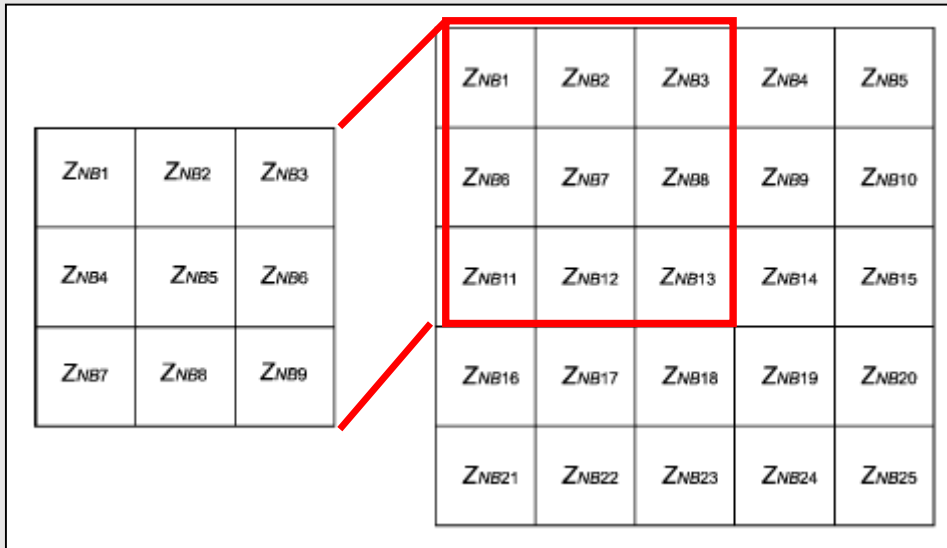 ZNB1 ZNB2 ZNB3
ZNB4 ZNB5 ZNB6
ZNB7 ZNB8 ZNB9
ZNB1 ZNB2 ZNB3 ZNB4 ZNB5
ZNB6 ZNB7 ZNB8 ZNB9 ZNB10
ZNB11 ZNB12 ZNB13 ZNB14 ZNB15
ZNB16 ZNB17 ZNB18 ZNB19 ZNB20
ZNB21 ZNB22 ZNB23 ZNB24 ZNB25